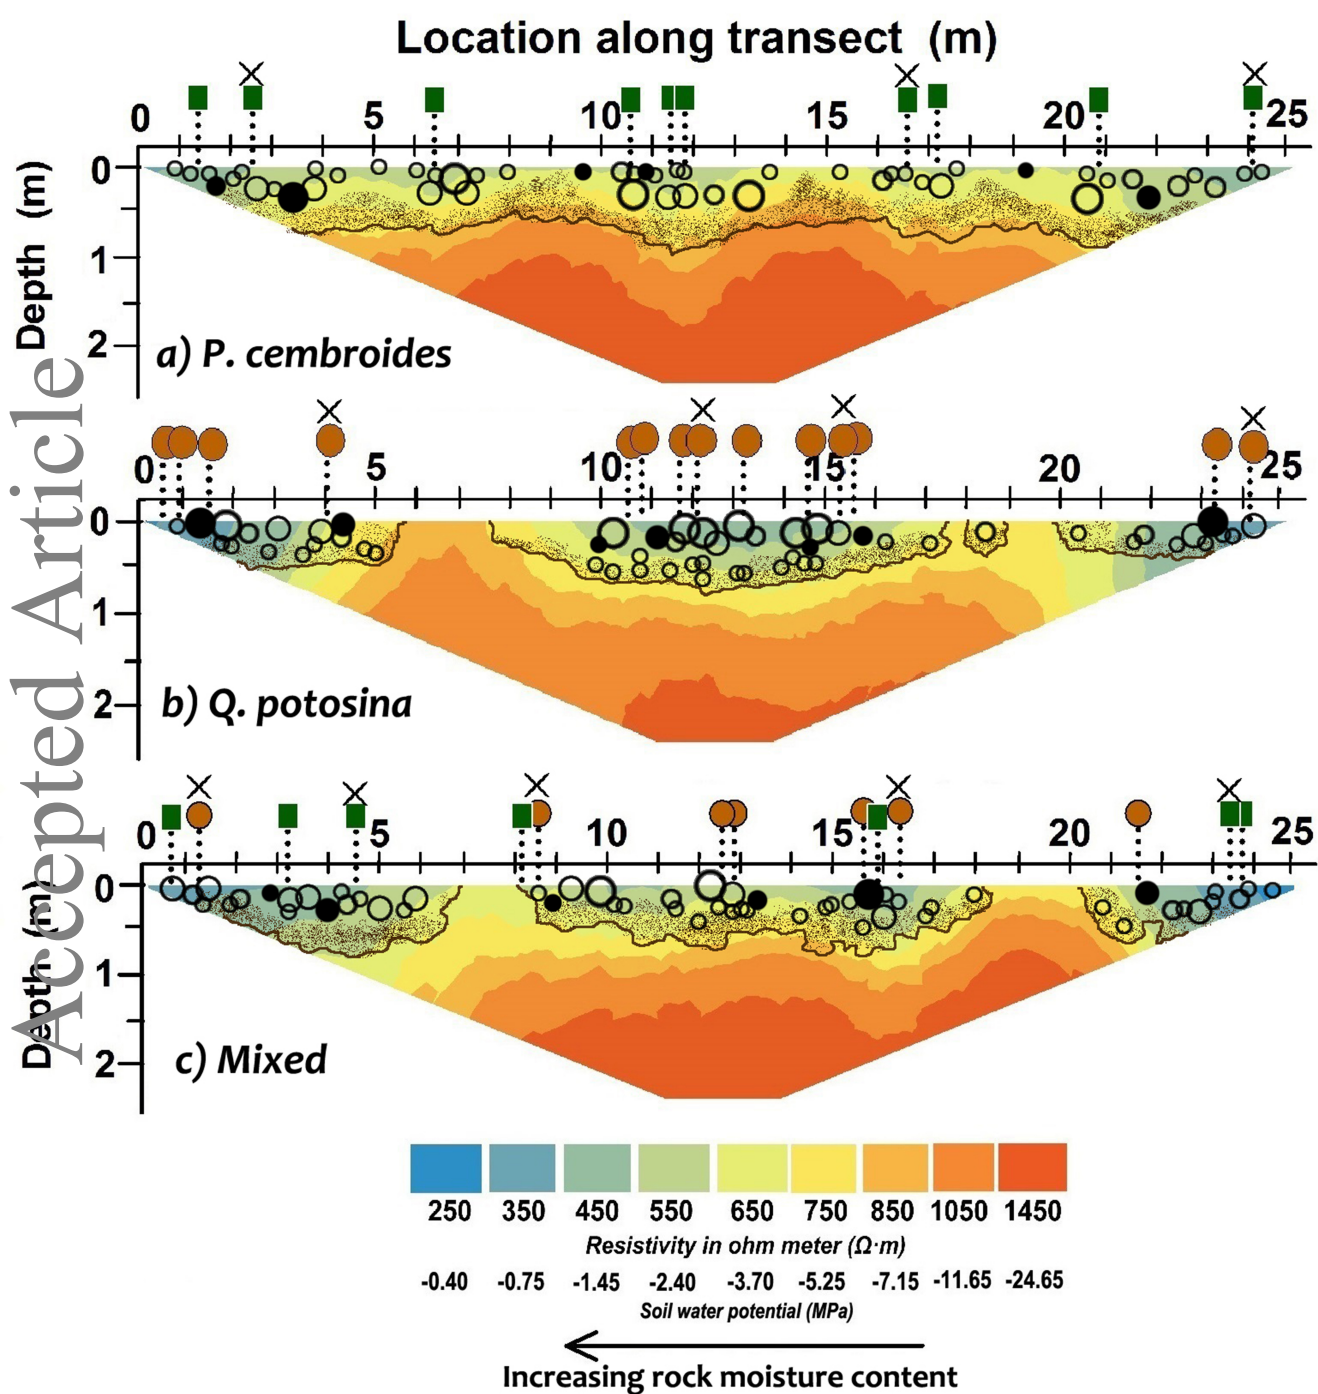 Location along transect (m)
0 5 10 15 20 25
Depth (m)
0
1
2
a) P. cembroides
0 5 10 15 20 25
0
1
2
b) Q. potosina
0 5 10 15 20 25
Depth (m)
0
1
2
c) Mixed
Accepted Article
250 350 450 550 650 750 850 1050 1450
Resistivity in ohm meter (Ω·m)
-0.40 -0.75 -1.45 -2.40 -3.70 -5.25 -7.15 -11.65 -24.65
Soil water potential (MPa)
Increasing rock moisture content